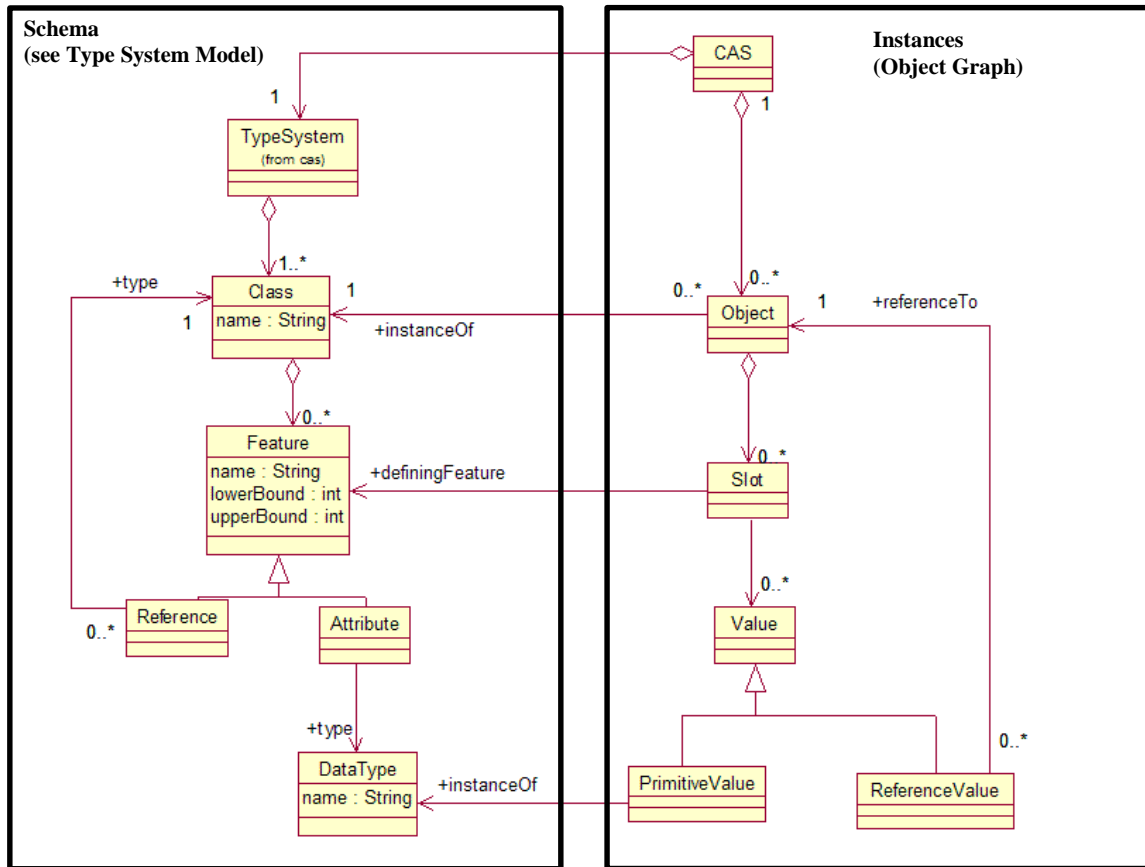 Schema
(see Type System Model)
1
TypeSystem
(from cas)
1..*
+type
1
Class
name : String
1
+instanceOf
0..*
Feature
name : String
lowerBound : int
upperBound : int
+definingFeature
Reference
0..*
Attribute
+type
DataType
name : String
+instanceOf
Instances
(Object Graph)
CAS
1
0..*
0..*
Object
1
+referenceTo
0..*
Slot
0..*
Value
PrimitiveValue
0..*
ReferenceValue